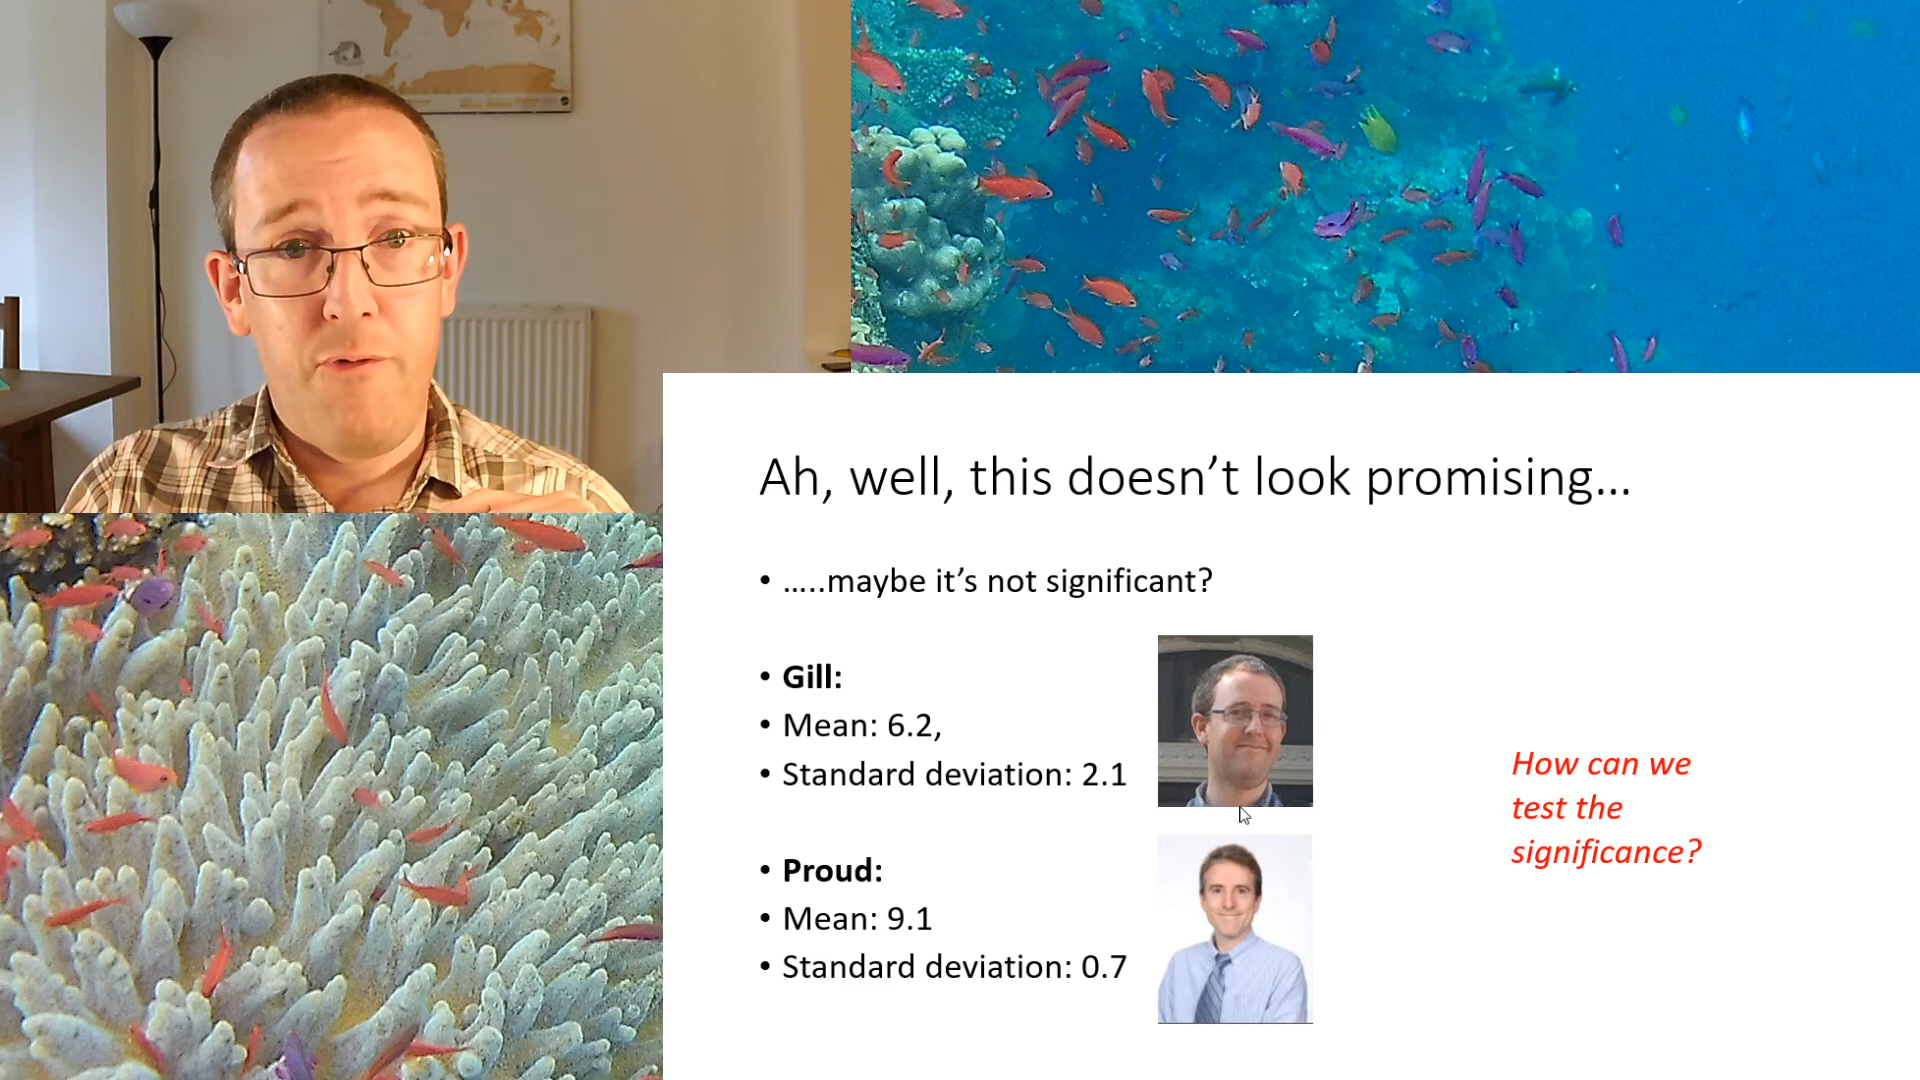 Ah, well, this doesn’t look promising...
• .....maybe it’s not significant?
• Gill:
• Mean: 6.2,
• Standard deviation: 2.1
• Proud:
• Mean: 9.1
• Standard deviation: 0.7
How can we
test the
significance?